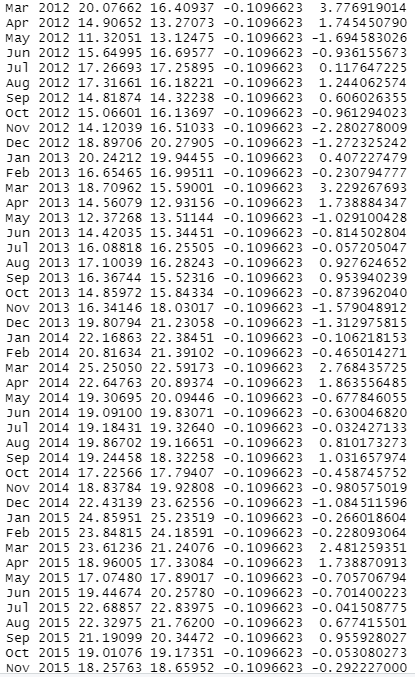 Mar 2012 20.07662 16.40937 -0.1096623 3.776919014
Apr 2012 14.90652 13.27073 -0.1096623 1.745450790
May 2012 11.32051 13.12475 -0.1096623 -1.694583026
Jun 2012 15.64995 16.69577 -0.1096623 -0.936155673
Jul 2012 17.26693 17.25895 -0.1096623 0.117647225
Aug 2012 17.31661 16.18221 -0.1096623 1.244062574
Sep 2012 14.81874 14.32238 -0.1096623 0.606026355
Oct 2012 15.06601 16.13697 -0.1096623 -0.961294023
Nov 2012 14.12039 16.51033 -0.1096623 -2.280278009
Dec 2012 18.89706 20.27905 -0.1096623 -1.272325242
Jan 2013 20.24212 19.94455 -0.1096623 0.407227479
Feb 2013 16.65465 16.99511 -0.1096623 -0.230794777
Mar 2013 18.70962 15.59001 -0.1096623 3.229267693
Apr 2013 14.56079 12.93156 -0.1096623 1.738884347
May 2013 12.37268 13.51144 -0.1096623 -1.029100428
Jun 2013 14.42035 15.34451 -0.1096623 -0.814502804
Jul 2013 16.08818 16.25505 -0.1096623 -0.057205047
Aug 2013 17.10039 16.28243 -0.1096623 0.927624652
Sep 2013 16.36744 15.52316 -0.1096623 0.953940239
Oct 2013 14.85972 15.84334 -0.1096623 -0.873962040
Nov 2013 16.34146 18.03017 -0.1096623 -1.579048912
Dec 2013 19.80794 21.23058 -0.1096623 -1.312975815
Jan 2014 22.16863 22.38451 -0.1096623 -0.106218153
Feb 2014 20.81634 21.39102 -0.1096623 -0.465014271
Mar 2014 25.25050 22.59173 -0.1096623 2.768435725
Apr 2014 22.64763 20.89374 -0.1096623 1.863556485
May 2014 19.30695 20.09446 -0.1096623 -0.677846055
Jun 2014 19.09100 19.83071 -0.1096623 -0.630046820
Jul 2014 19.18431 19.32640 -0.1096623 -0.032427133
Aug 2014 19.86702 19.16651 -0.1096623 0.810173273
Sep 2014 19.24458 18.32258 -0.1096623 1.031657974
Oct 2014 17.22566 17.79407 -0.1096623 -0.458745752
Nov 2014 18.83784 19.92808 -0.1096623 -0.980575019
Dec 2014 22.43139 23.62556 -0.1096623 -1.084511596
Jan 2015 24.85951 25.23519 -0.1096623 -0.266018604
Feb 2015 23.84815 24.18591 -0.1096623 -0.228093064
Mar 2015 23.61236 21.24076 -0.1096623 2.481259351
Apr 2015 18.96005 17.33084 -0.1096623 1.738870913
May 2015 17.07480 17.89017 -0.1096623 -0.705706794
Jun 2015 19.44674 20.25780 -0.1096623 -0.701400223
Jul 2015 22.68857 22.83975 -0.1096623 -0.041508775
Aug 2015 22.32975 21.76200 -0.1096623 0.677415501
Sep 2015 21.19099 20.34472 -0.1096623 0.955928027
Oct 2015 19.01076 19.17351 -0.1096623 -0.053080273
Nov 2015 18.25763 18.65952 -0.1096623 -0.292227000